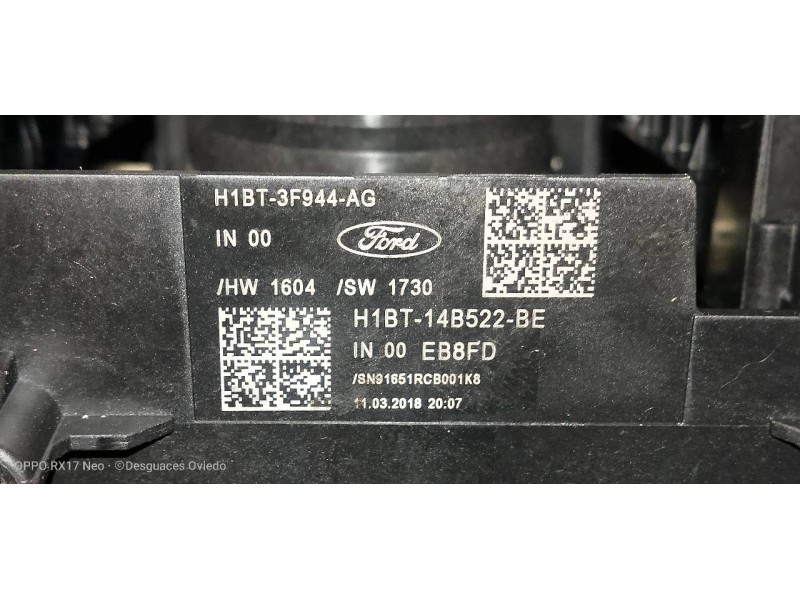 H1BT-3F944-AG
IN 00
Ford
/HW 1604 /SW 1730
H1BT-14B522-BE
IN 00 EB8FD
/SN91651RCB001K8
11.03.2018 20:07
OPPO RX17 Neo · ©Desguaces Oviedo